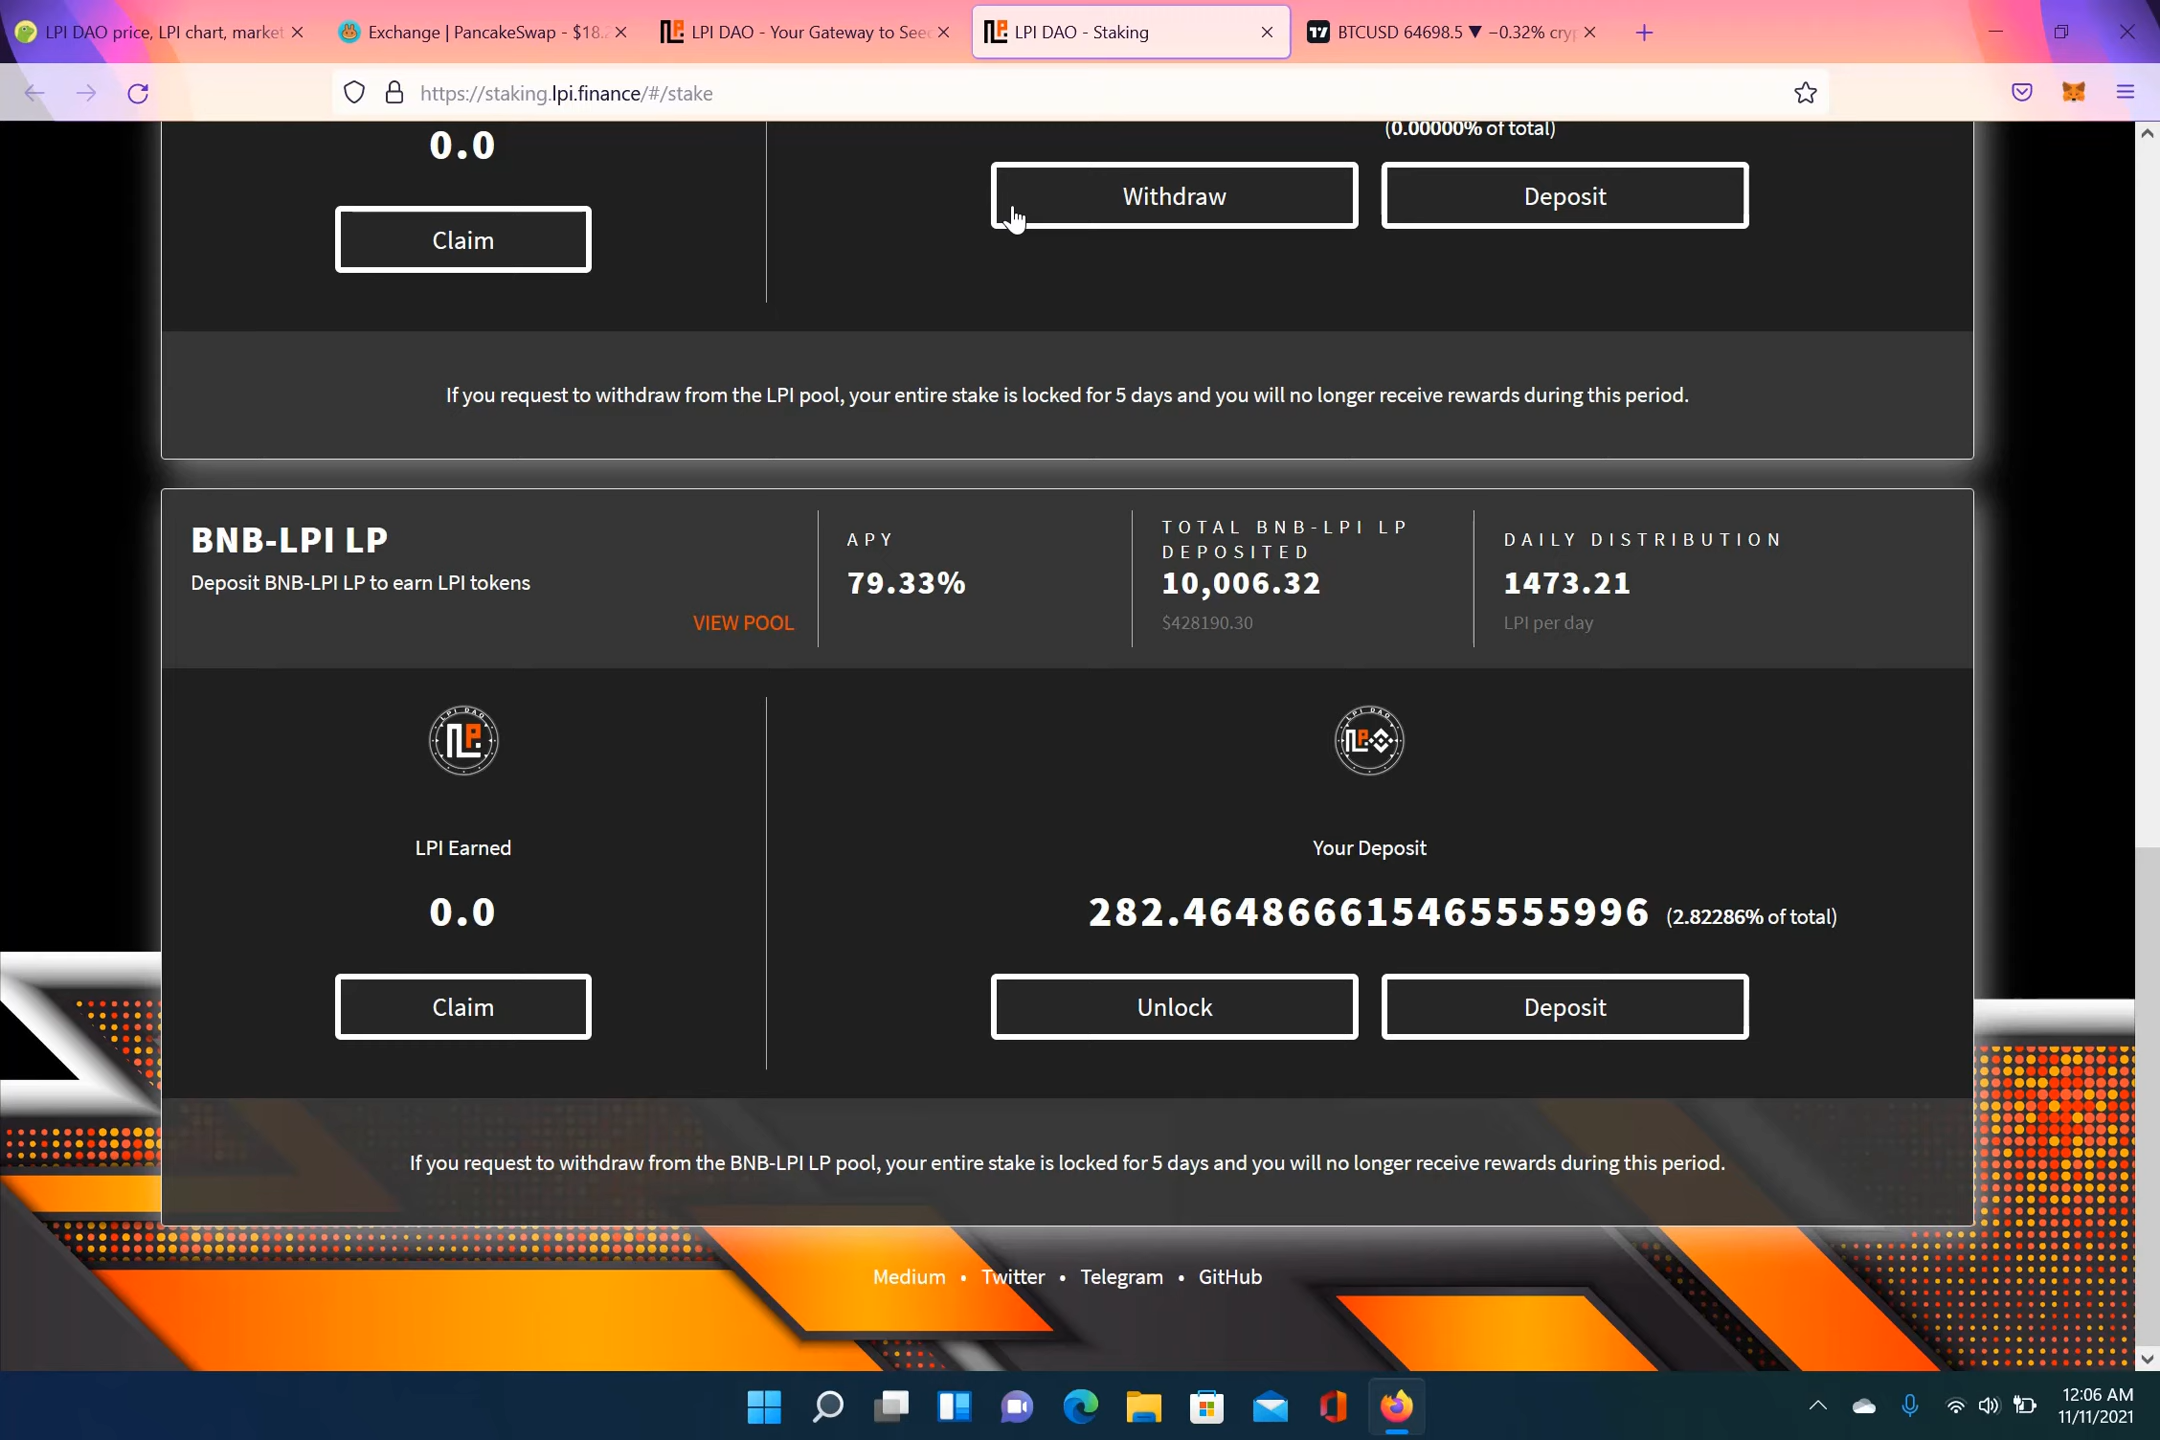 LPI DAO price, LPI chart, market
Exchange | PancakeSwap - $18.
LPI DAO - Your Gateway to Seed
LPI DAO - Staking
BTCUSD 64698.5 ▼ −0.32% cry
https://staking.lpi.finance/#/stake
0.0
(0.00000% of total)
Claim
Withdraw
Deposit
If you request to withdraw from the LPI pool, your entire stake is locked for 5 days and you will no longer receive rewards during this period.
BNB-LPI LP
Deposit BNB-LPI LP to earn LPI tokens
VIEW POOL
APY
79.33%
TOTAL BNB-LPI LP
DEPOSITED
10,006.32
$428190.30
DAILY DISTRIBUTION
1473.21
LPI per day
LPI DAO
LPI Earned
0.0
Claim
LPI DAO
Your Deposit
282.464866615465555996 (2.82286% of total)
Unlock
Deposit
If you request to withdraw from the BNB-LPI LP pool, your entire stake is locked for 5 days and you will no longer receive rewards during this period.
Medium • Twitter • Telegram • GitHub
12:06 AM
11/11/2021